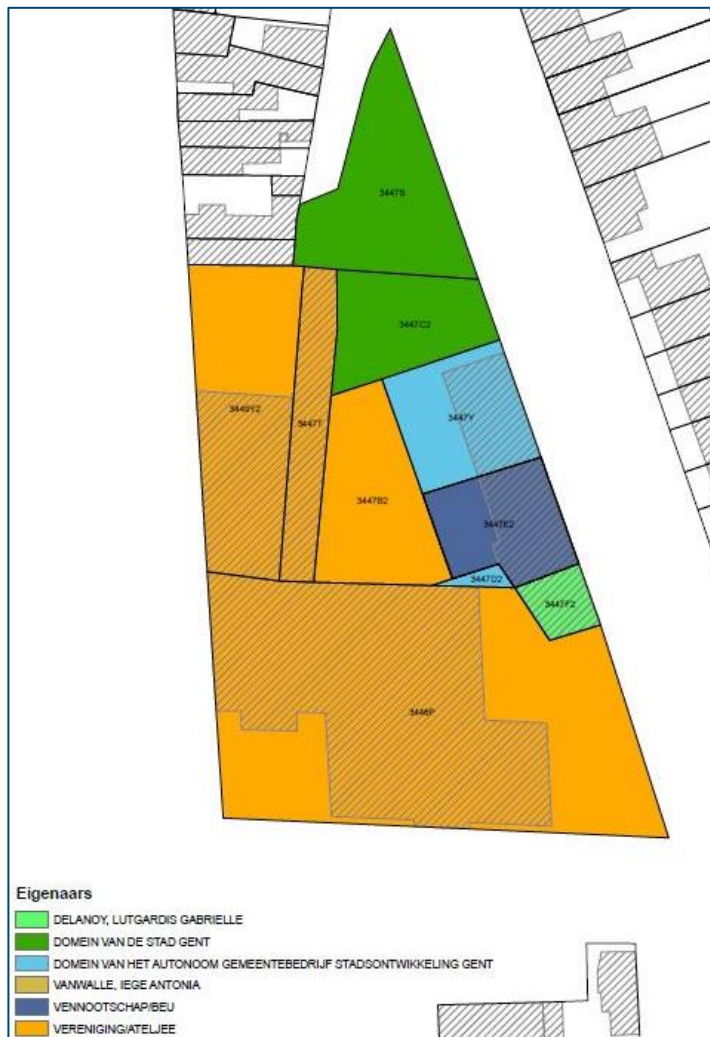 3447S
3447C2
3449Y2
3447T
3447Y
3447B2
3447E2
3447D2
3447F2
3446P
Eigenaars
DELANOY, LUTGARDIS GABRIELLE
DOMEIN VAN DE STAD GENT
DOMEIN VAN HET AUTONOOM GEMEENTEBEDRIJF STADSONTWIKKELING GENT
VANWALLE, IEGE ANTONIA
VENNOOTSCHAP/BEU
VERENIGING/ATELJEE